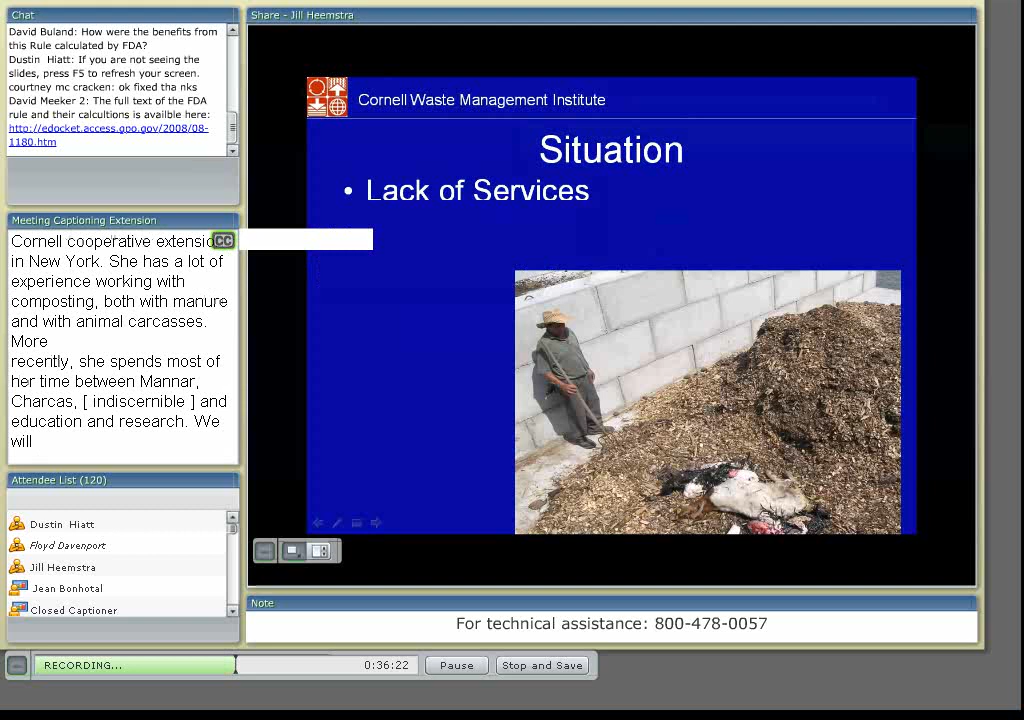 Chat
David Buland: How were the benefits from
this Rule calculated by FDA?
Dustin Hiatt: If you are not seeing the
slides, press F5 to refresh your screen.
courtney mc cracken: ok fixed tha nks
David Meeker 2: The full text of the FDA
rule and their calcultions is availble here:
http://edocket.access.gpo.gov/2008/08-
1180.htm
Meeting Captioning Extension
Cornell cooperative extensio
CC
in New York. She has a lot of
experience working with
composting, both with manure
and with animal carcasses.
More
recently, she spends most of
her time between Mannar,
Charcas, [ indiscernible ] and
education and research. We
will
Attendee List (120)
Dustin Hiatt
Floyd Davenport
Jill Heemstra
Jean Bonhotal
Closed Captioner
Share - Jill Heemstra
Cornell Waste Management Institute
Situation
• Lack of Services
Note
For technical assistance: 800-478-0057
RECORDING...
0:36:22
Pause
Stop and Save